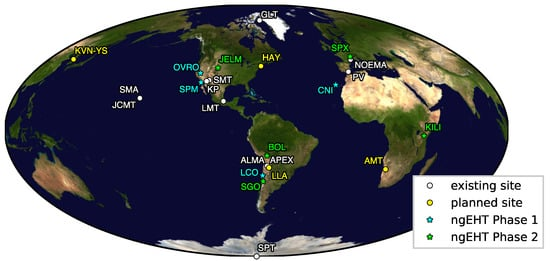 GLT
KVN-YS
HAY
SPX
JELM
NOEMA
OVRO
SMT
PV
SPM
KP
CNI
SMA
JCMT
LMT
KILI
BOL
ALMA APEX
AMT
LCO
LLA
SGO
SPT
existing site
planned site
ngEHT Phase 1
ngEHT Phase 2